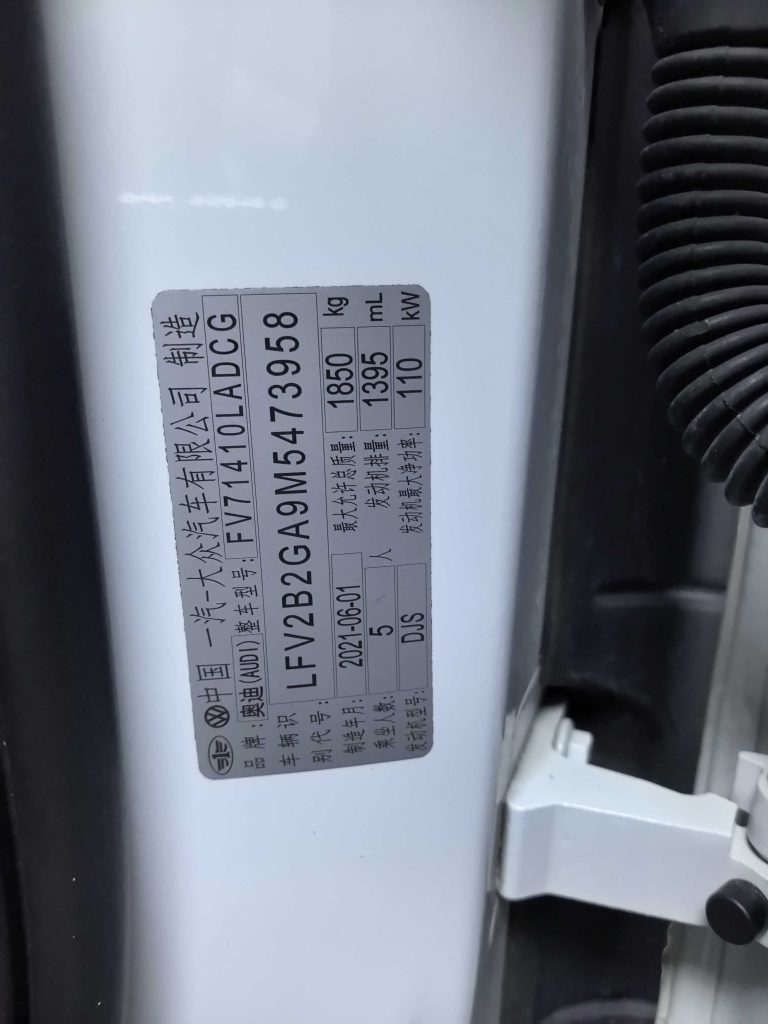 中国 一汽-大众汽车有限公司 制造
品牌: 奥迪(AUDI) 整车型号: FV71410LADCG
车辆识别代号: LFV2B2GA9M5473958
制造年月: 2021-06-01 最大允许总质量: 1850 kg
乘坐人数: 5 人 发动机排量: 1395 mL
发动机型号: DJS 发动机最大净功率: 110 kW